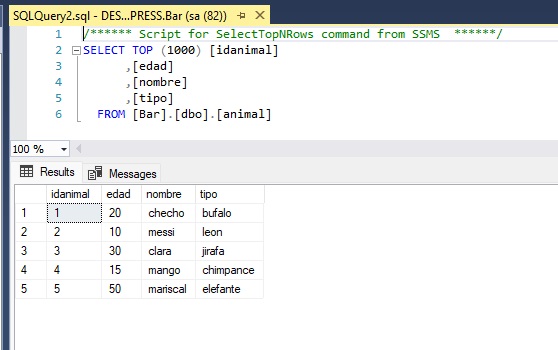 SQLQuery2.sql - DES...PRESS.Bar (sa (82))
1 /****** Script for SelectTopNRows command from SSMS  ******/
2 SELECT TOP (1000) [idanimal]
3 ,[edad]
4 ,[nombre]
5 ,[tipo]
6 FROM [Bar].[dbo].[animal]
100 %
Results Messages
idanimal edad nombre tipo
1 1 20 checho bufalo
2 2 10 messi leon
3 3 30 clara jirafa
4 4 15 mango chimpance
5 5 50 mariscal elefante